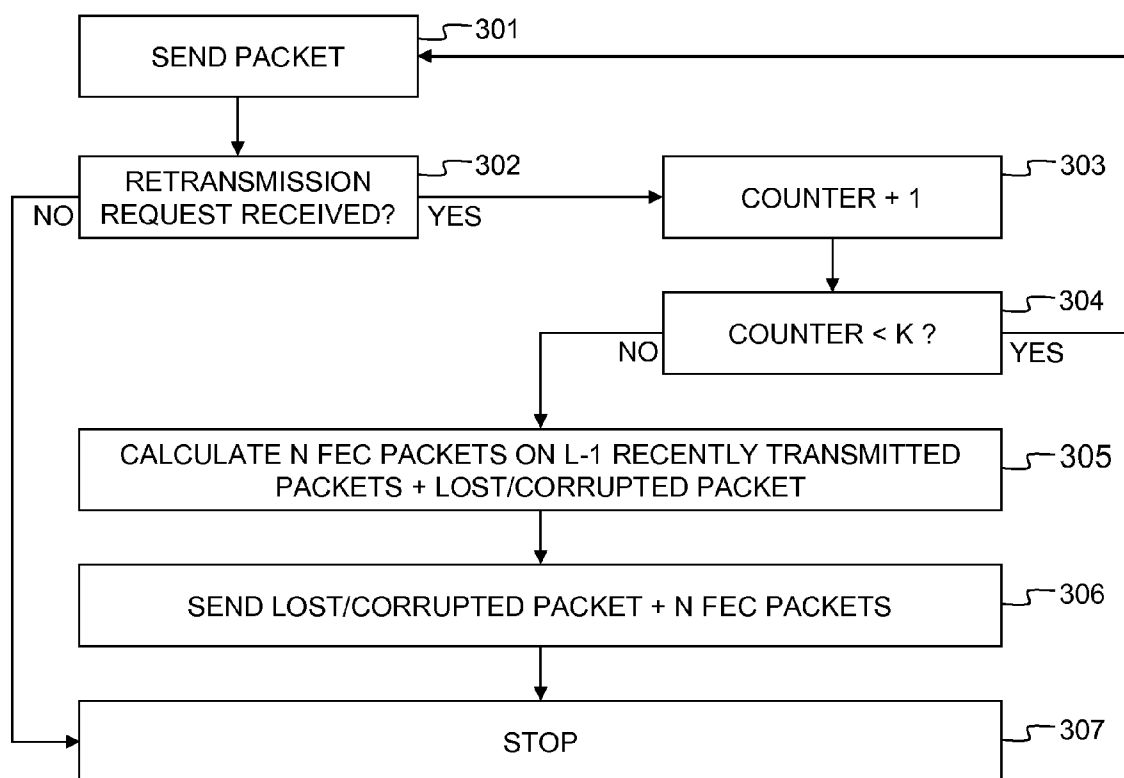 301
SEND PACKET
302
RETRANSMISSION
REQUEST RECEIVED?
NO
YES
303
COUNTER + 1
304
COUNTER < K ?
NO
YES
CALCULATE N FEC PACKETS ON L-1 RECENTLY TRANSMITTED
PACKETS + LOST/CORRUPTED PACKET
305
SEND LOST/CORRUPTED PACKET + N FEC PACKETS
306
STOP
307